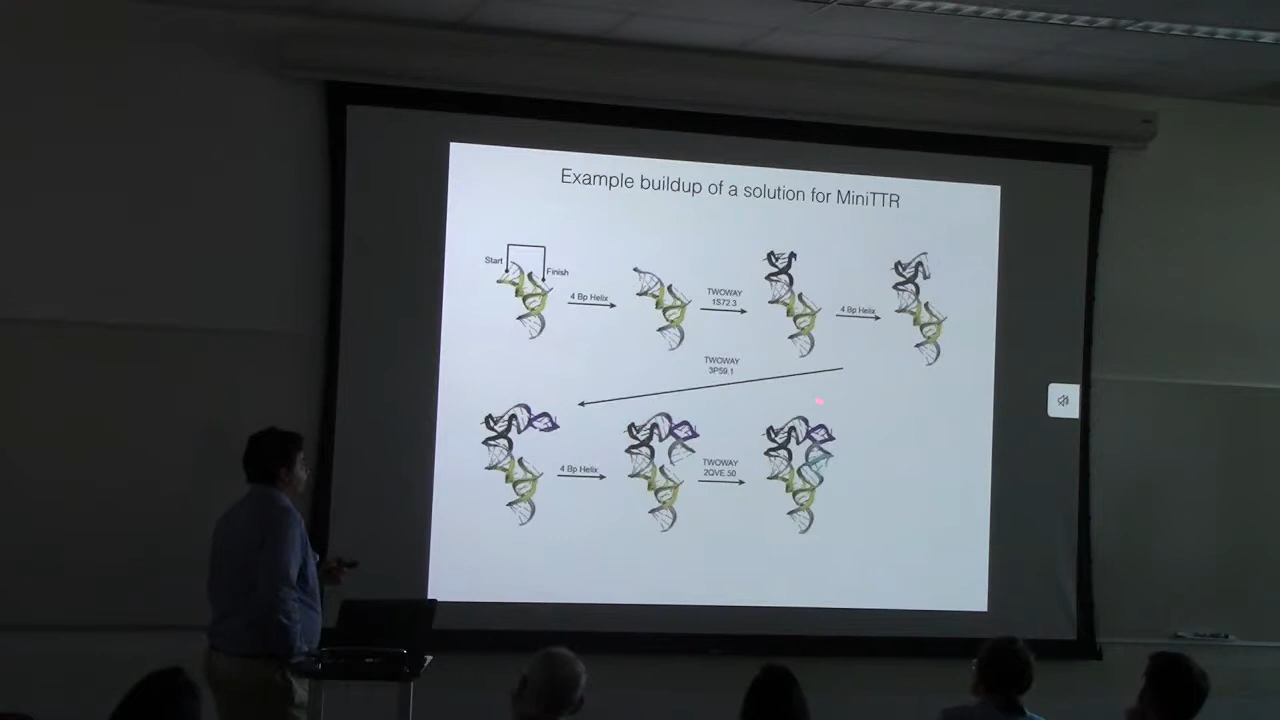 Example buildup of a solution for MiniTTR
Start
Finish
4 Bp Helix
TWOWAY
1S72.3
4 Bp Helix
TWOWAY
3P59.1
4 Bp Helix
TWOWAY
2QVE.50